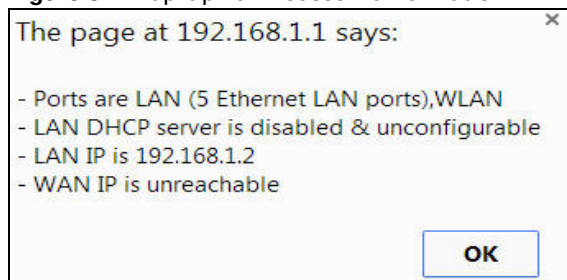 The page at 192.168.1.1 says:
- Ports are LAN (5 Ethernet LAN ports),WLAN
- LAN DHCP server is disabled & unconfigurable
- LAN IP is 192.168.1.2
- WAN IP is unreachable
OK